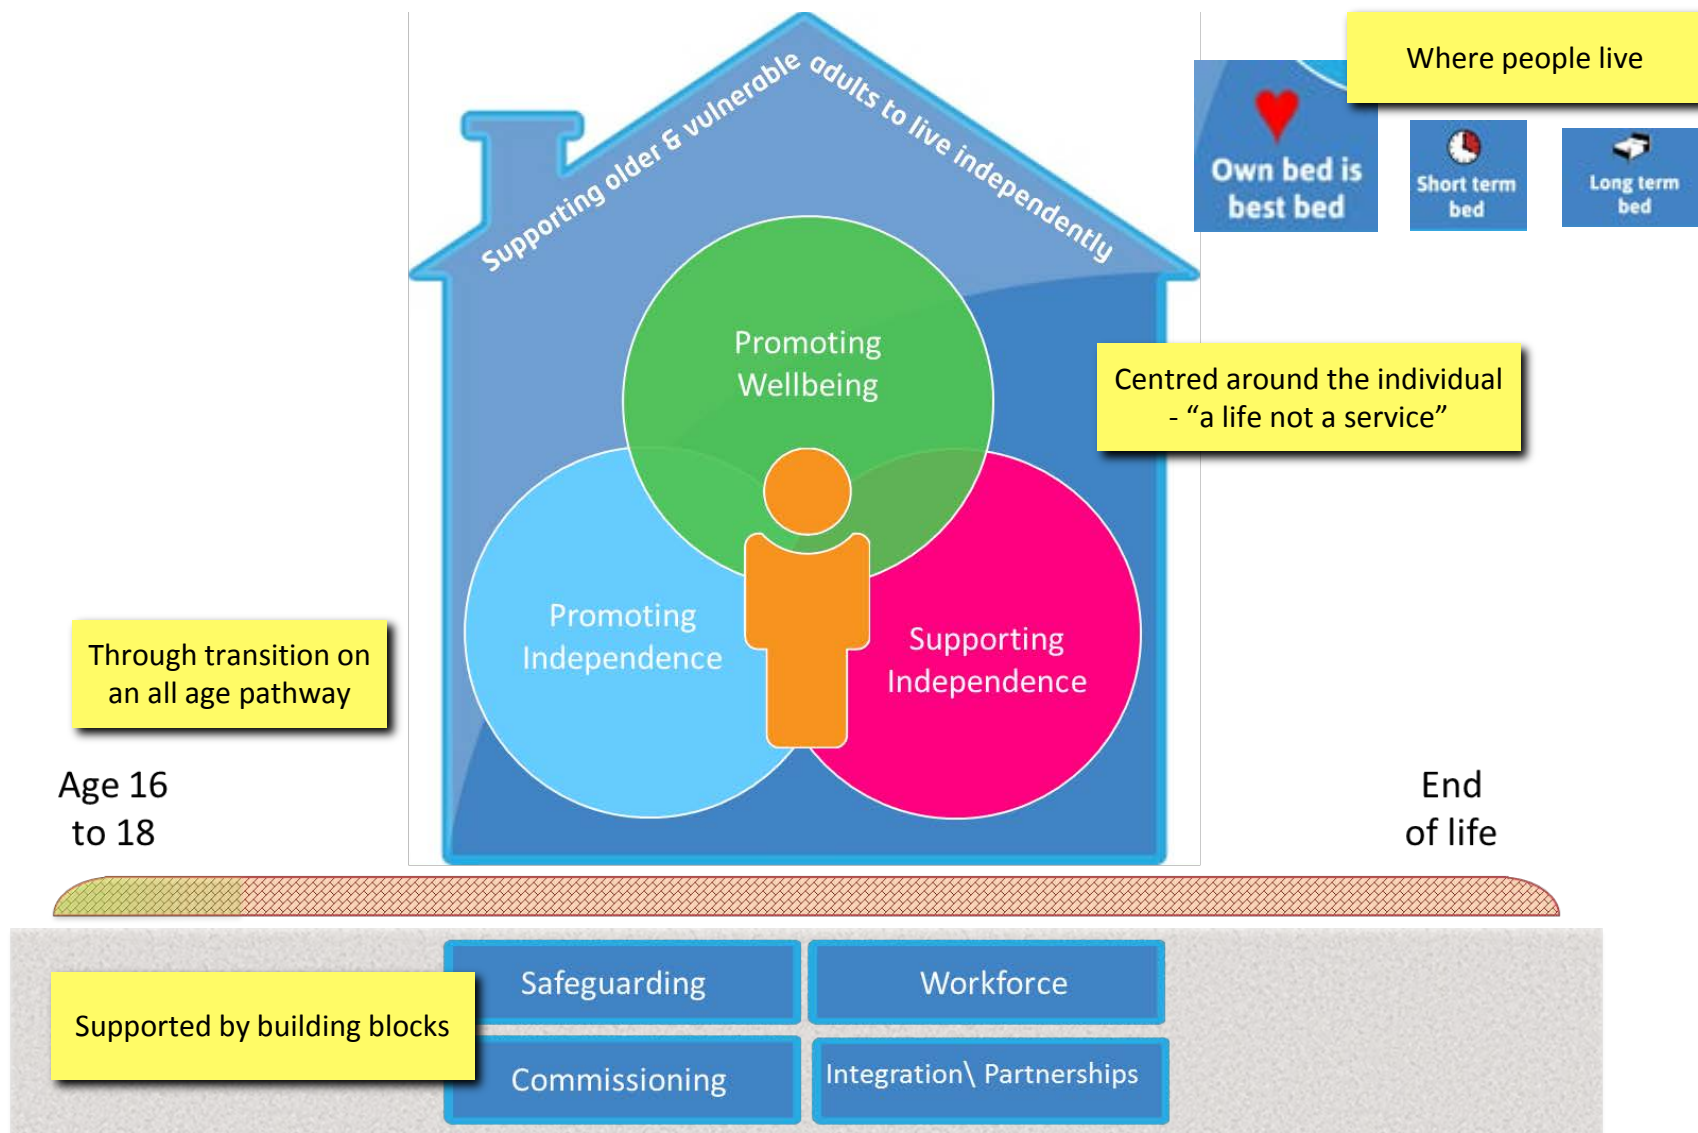 Where people live
Own bed is
best bed
Short term
bed
Long term
bed
Supporting older & vulnerable adults to live independently
Promoting
Wellbeing
Centred around the individual
- “a life not a service”
Promoting
Independence
Supporting
Independence
Through transition on
an all age pathway
Age 16
to 18
End
of life
Safeguarding
Workforce
Supported by building blocks
Commissioning
Integration\ Partnerships